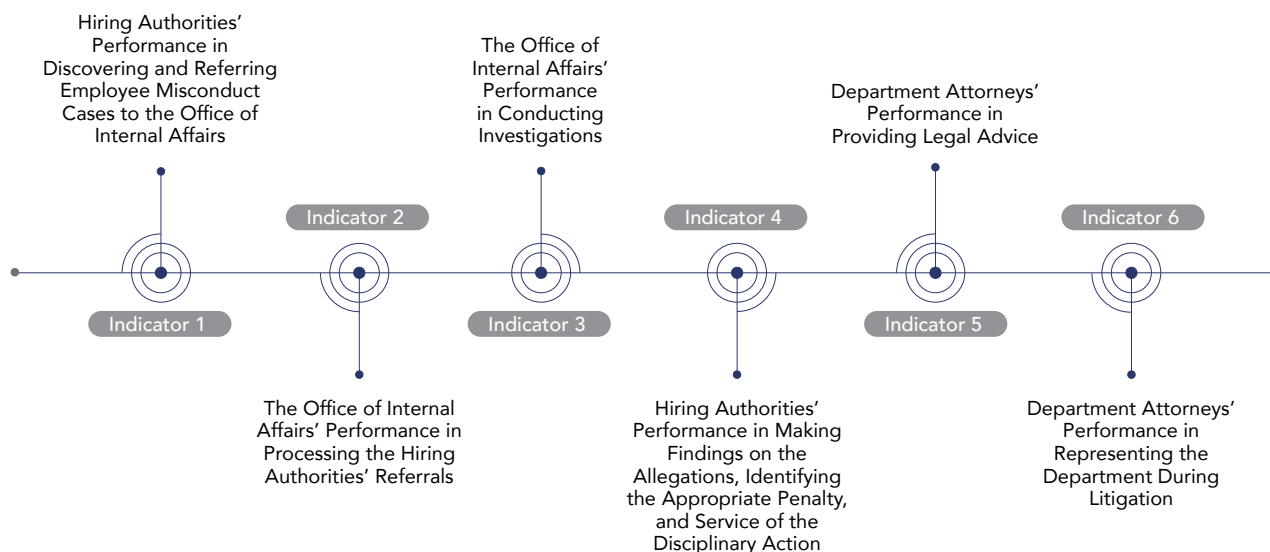 Hiring Authorities’
Performance in
Discovering and Referring
Employee Misconduct
Cases to the Office of
Internal Affairs
Indicator 1
Indicator 2
The Office of Internal
Affairs’ Performance in
Processing the Hiring
Authorities’ Referrals
The Office of
Internal Affairs’
Performance
in Conducting
Investigations
Indicator 3
Indicator 4
Hiring Authorities’
Performance in Making
Findings on the
Allegations, Identifying
the Appropriate Penalty,
and Service of the
Disciplinary Action
Department Attorneys’
Performance in
Providing Legal Advice
Indicator 5
Indicator 6
Department Attorneys’
Performance in
Representing the
Department During
Litigation